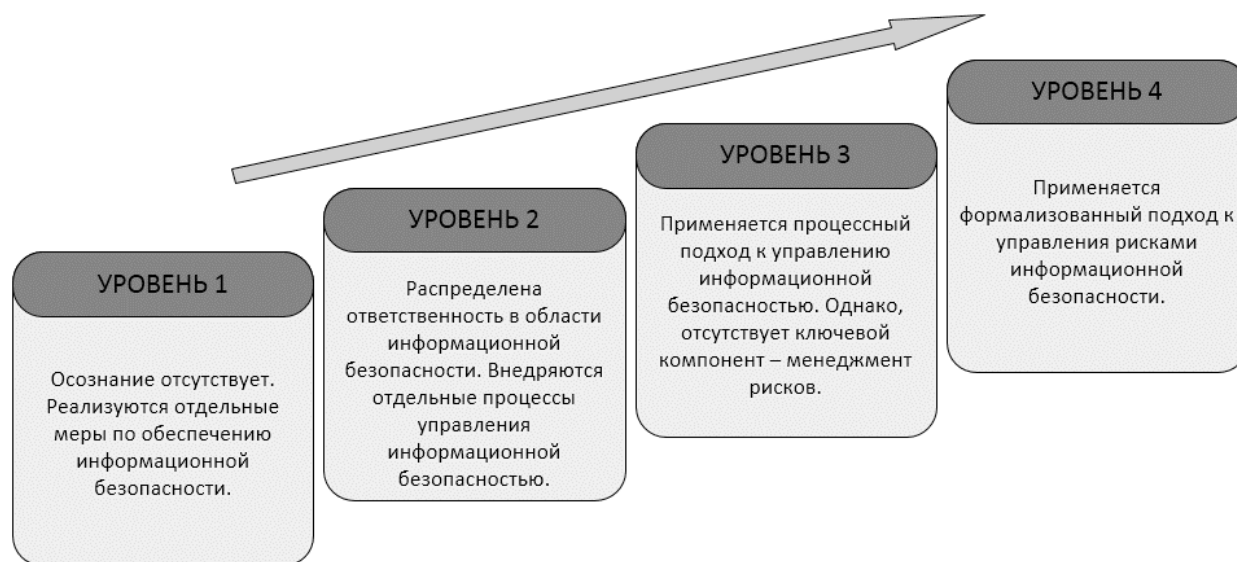 УРОВЕНЬ 1
Осознание отсутствует.
Реализуются отдельные
меры по обеспечению
информационной
безопасности.
УРОВЕНЬ 2
Распределена
ответственность в области
информационной
безопасности. Внедряются
отдельные процессы
управления
информационной
безопасностью.
УРОВЕНЬ 3
Применяется процессный
подход к управлению
информационной
безопасностью. Однако,
отсутствует ключевой
компонент – менеджмент
рисков.
УРОВЕНЬ 4
Применяется
формализованный подход к
управления рисками
информационной
безопасности.